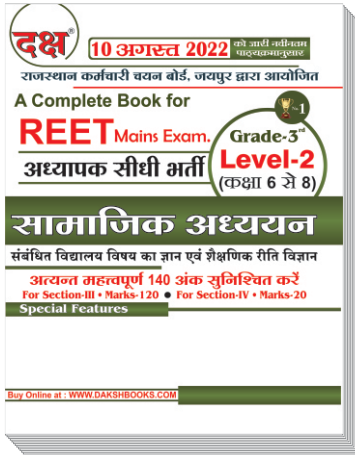 दक्ष®
10 अगस्त 2022 को जारी नवीनतम पाठ्यक्रमानुसार
राजस्थान कर्मचारी चयन बोर्ड, जयपुर द्वारा आयोजित
A Complete Book for
REET Mains Exam.
अध्यापक सीधी भर्ती
1
Grade-3rd
Level-2
(कक्षा 6 से 8)
सामाजिक अध्ययन
संबंधित विद्यालय विषय का ज्ञान एवं शैक्षणिक रीति विज्ञान
अत्यन्त महत्त्वपूर्ण 140 अंक सुनिश्चित करें
For Section-III • Marks-120 ● For Section-IV • Marks-20
Special Features
Buy Online at : WWW.DAKSHBOOKS.COM